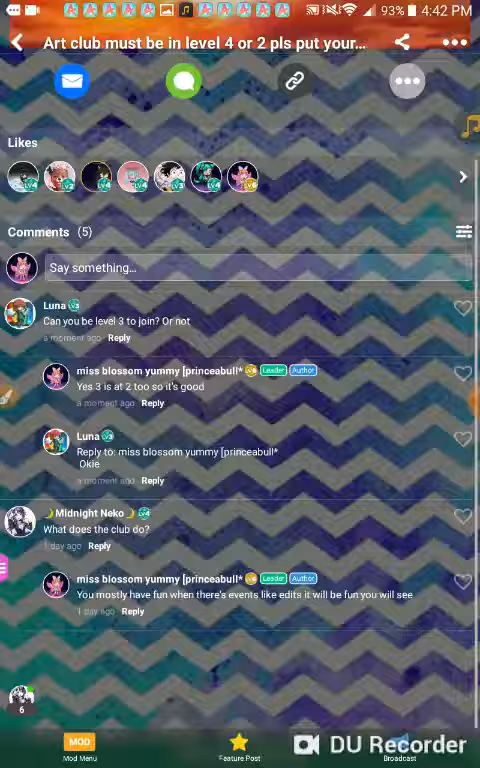 93% 4:42 PM
Art club must be in level 4 or 2 pls put your...
Likes
Comments (5)
Say something...
Luna
Can you be level 3 to join? Or not
a moment ago Reply
miss blossom yummy [princeabull* Leader Author
Yes 3 is at 2 too so it's good
a moment ago Reply
Luna
Reply to: miss blossom yummy [princeabull*
Okie
a moment ago Reply
🌙Midnight Neko🌙
What does the club do?
1 day ago Reply
miss blossom yummy [princeabull* Leader Author
You mostly have fun when there's events like edits it will be fun you will see
1 day ago Reply
6
MOD
Mod Menu
Feature Post
Broadcast
DU Recorder